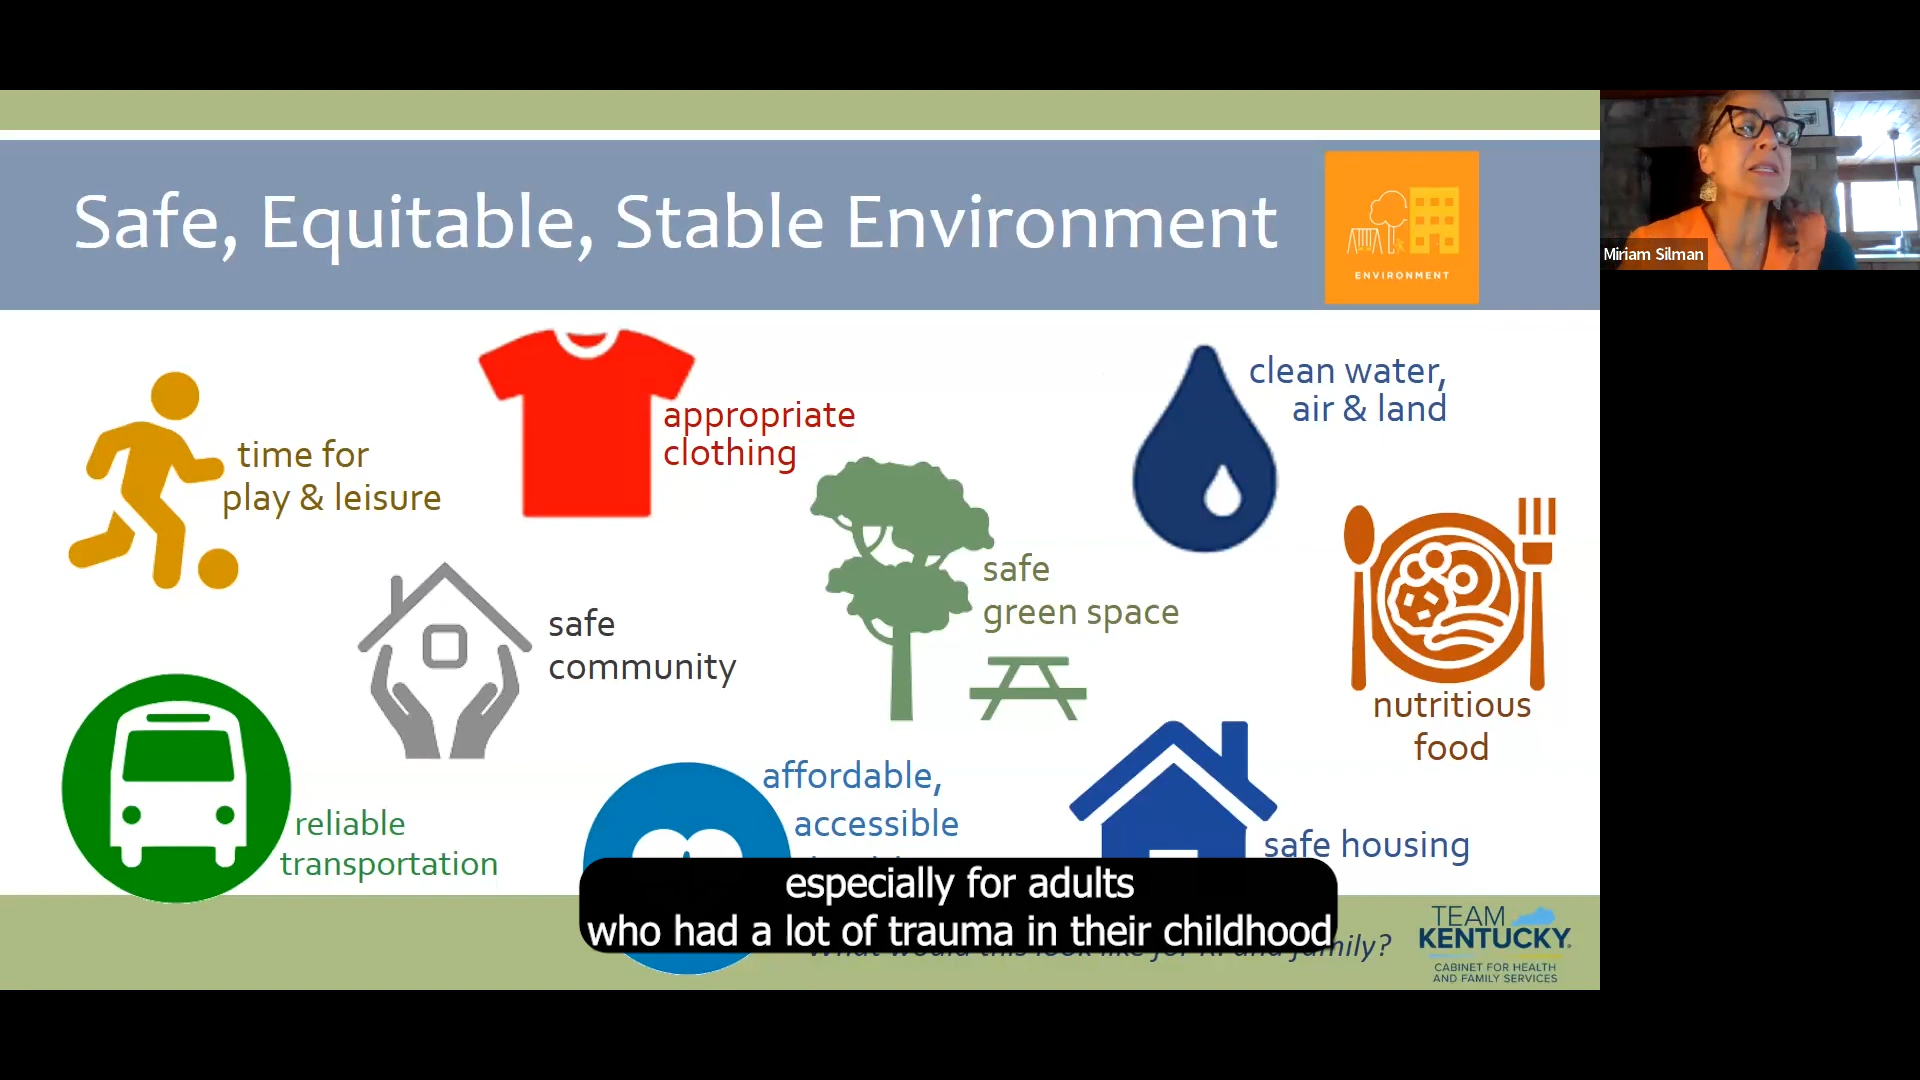 Safe, Equitable, Stable Environment
ENVIRONMENT
Miriam Silman
time for
play & leisure
appropriate
clothing
clean water,
air & land
safe
green space
safe
community
nutritious
food
reliable
transportation
affordable,
accessible
safe housing
especially for adults
who had a lot of trauma in their childhood
family?
TEAM
KENTUCKY
CABINET FOR HEALTH
AND FAMILY SERVICES